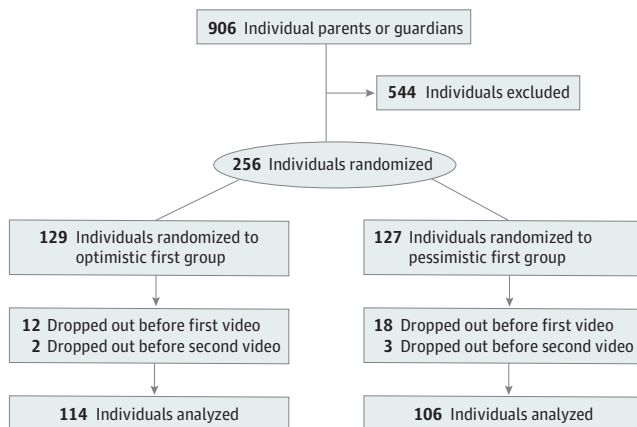 906 Individual parents or guardians
544 Individuals excluded
256 Individuals randomized
129 Individuals randomized to
optimistic first group
127 Individuals randomized to
pessimistic first group
12 Dropped out before first video
2 Dropped out before second video
18 Dropped out before first video
3 Dropped out before second video
114 Individuals analyzed
106 Individuals analyzed